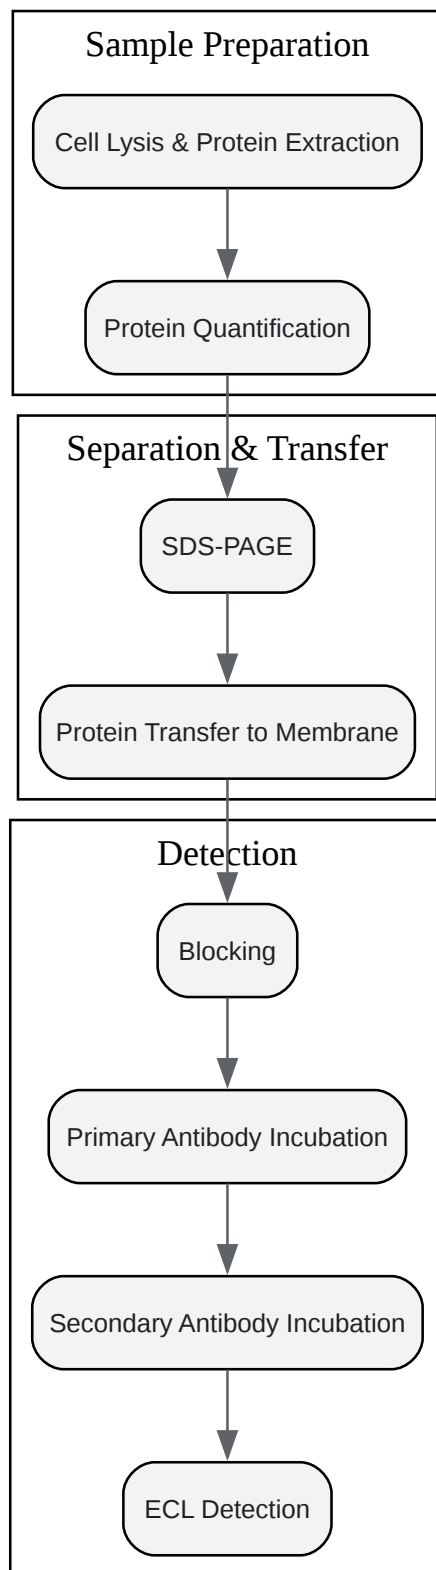 Sample Preparation
Cell Lysis & Protein Extraction
Protein Quantification
Separation & Transfer
SDS-PAGE
Protein Transfer to Membrane
Detection
Blocking
Primary Antibody Incubation
Secondary Antibody Incubation
ECL Detection